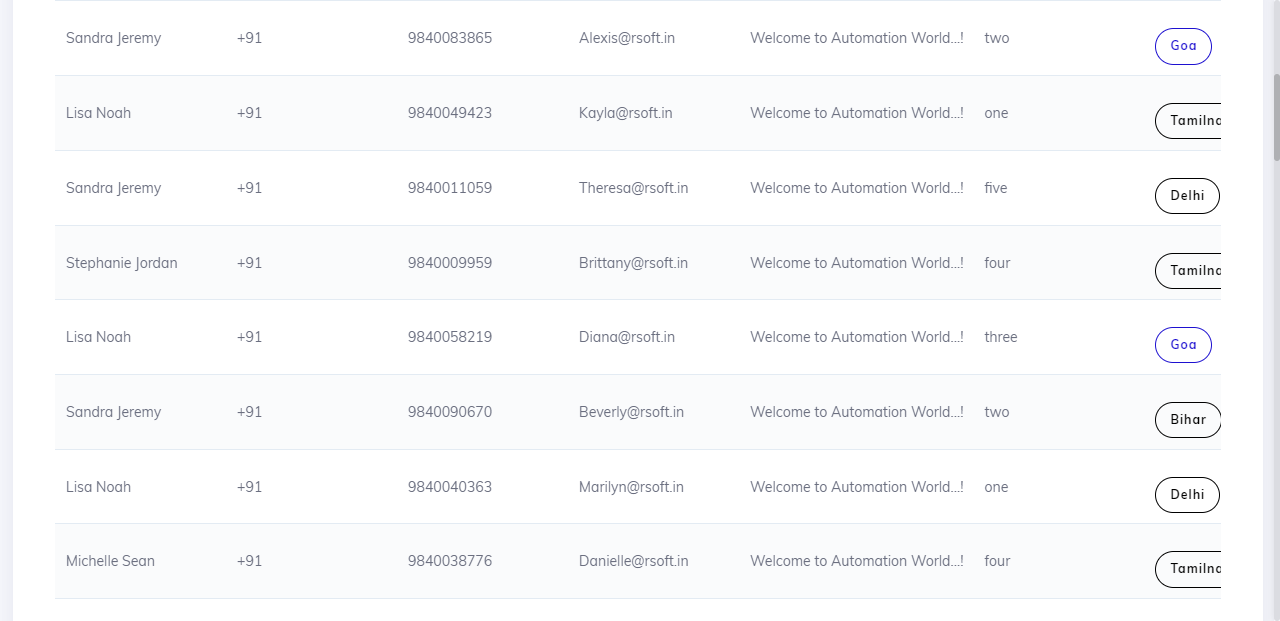 Sandra Jeremy +91 9840083865 Alexis@rsoft.in Welcome to Automation World...! two Goa
Lisa Noah +91 9840049423 Kayla@rsoft.in Welcome to Automation World...! one Tamilna
Sandra Jeremy +91 9840011059 Theresa@rsoft.in Welcome to Automation World...! five Delhi
Stephanie Jordan +91 9840009959 Brittany@rsoft.in Welcome to Automation World...! four Tamilna
Lisa Noah +91 9840058219 Diana@rsoft.in Welcome to Automation World...! three Goa
Sandra Jeremy +91 9840090670 Beverly@rsoft.in Welcome to Automation World...! two Bihar
Lisa Noah +91 9840040363 Marilyn@rsoft.in Welcome to Automation World...! one Delhi
Michelle Sean +91 9840038776 Danielle@rsoft.in Welcome to Automation World...! four Tamilna